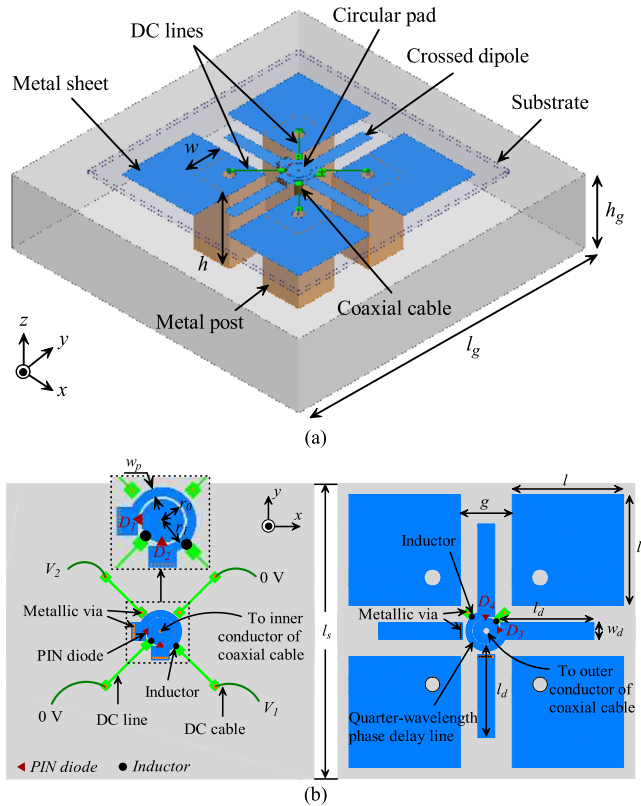 Circular pad
DC lines
Crossed dipole
Metal sheet
Substrate
w
h
h_g
Metal post
Coaxial cable
l_g
z
y
x
(a)
w_p
r_0
r_1
D_1
D_2
y
x
V_2
0 V
Metallic via
To inner
conductor of
coaxial cable
PIN diode
Inductor
0 V
DC line
DC cable
V_1
PIN diode
Inductor
l_s
g
l
l
Inductor
Metallic via
D_4
l_d
D_3
w_d
l_d
To outer
conductor of
coaxial cable
Quarter-wavelength
phase delay line
(b)